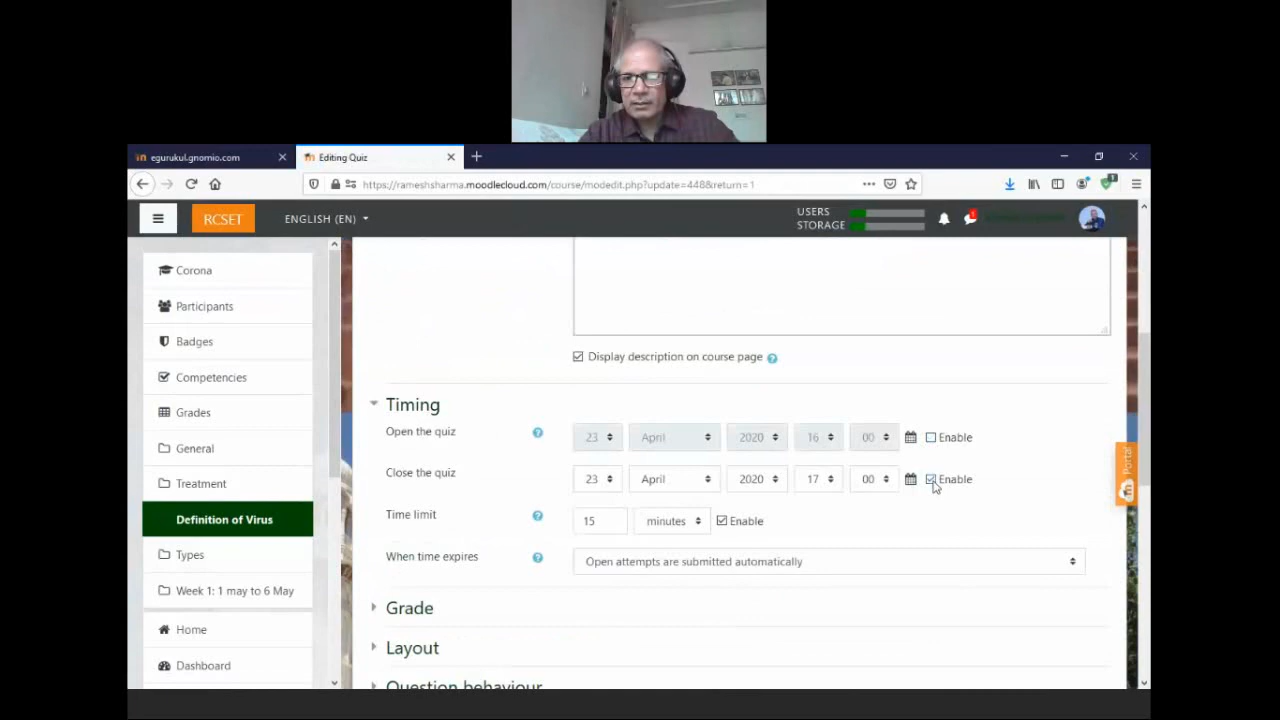 egurukul.gnomio.com
Editing Quiz
https://rameshsharma.moodlecloud.com/course/modedit.php?update=448&return=1
RCSET
ENGLISH (EN)
USERS
STORAGE
Corona
Participants
Badges
Competencies
Grades
General
Treatment
Definition of Virus
Types
Week 1: 1 may to 6 May
Home
Dashboard
Display description on course page
Timing
Open the quiz 23 April 2020 16 00 Enable
Close the quiz 23 April 2020 17 00 Enable
Time limit 15 minutes Enable
When time expires Open attempts are submitted automatically
Grade
Layout
Question behaviour
Portal